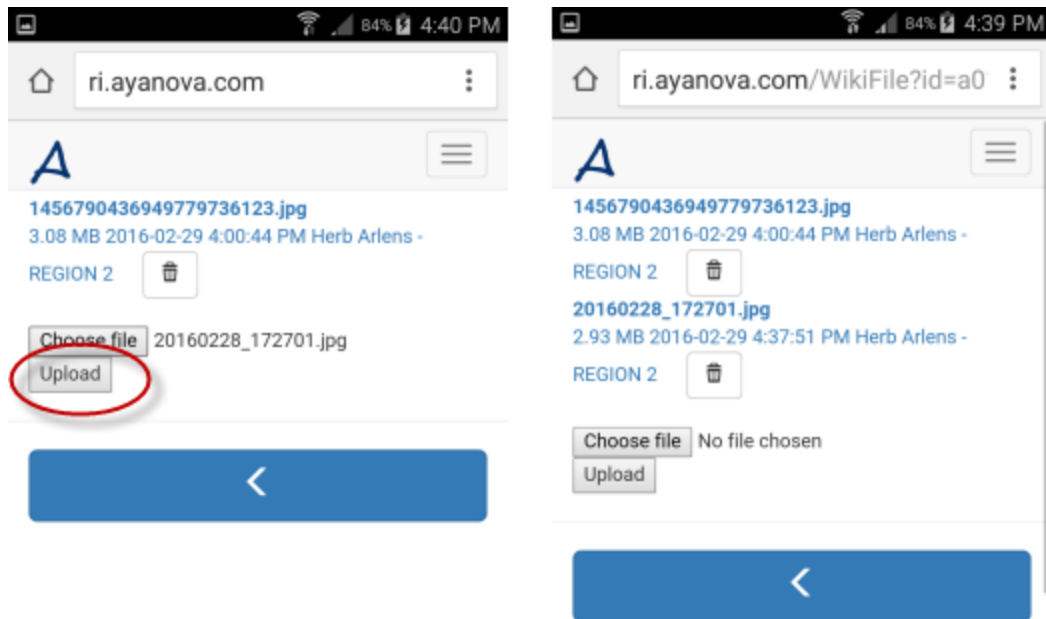 84% 4:40 PM
ri.ayanova.com
A
1456790436949779736123.jpg
3.08 MB 2016-02-29 4:00:44 PM Herb Arlens -
REGION 2
Choose file 20160228_172701.jpg
Upload
84% 4:39 PM
ri.ayanova.com/WikiFile?id=a0
A
1456790436949779736123.jpg
3.08 MB 2016-02-29 4:00:44 PM Herb Arlens -
REGION 2
20160228_172701.jpg
2.93 MB 2016-02-29 4:37:51 PM Herb Arlens -
REGION 2
Choose file No file chosen
Upload